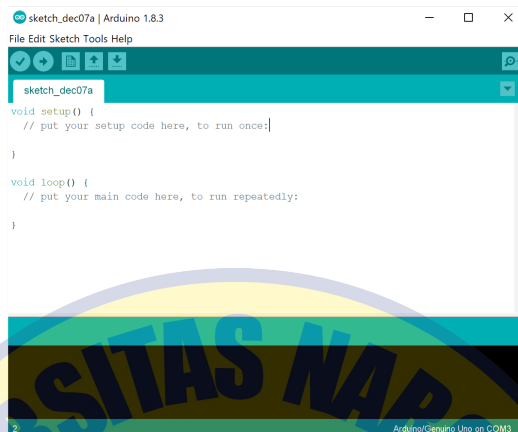 sketch_dec07a | Arduino 1.8.3
File Edit Sketch Tools Help
sketch_dec07a
void setup() {
// put your setup code here, to run once:
}
void loop() {
// put your main code here, to run repeatedly:
}
SITAS NA
2
Arduino/Genuino Uno on COM3